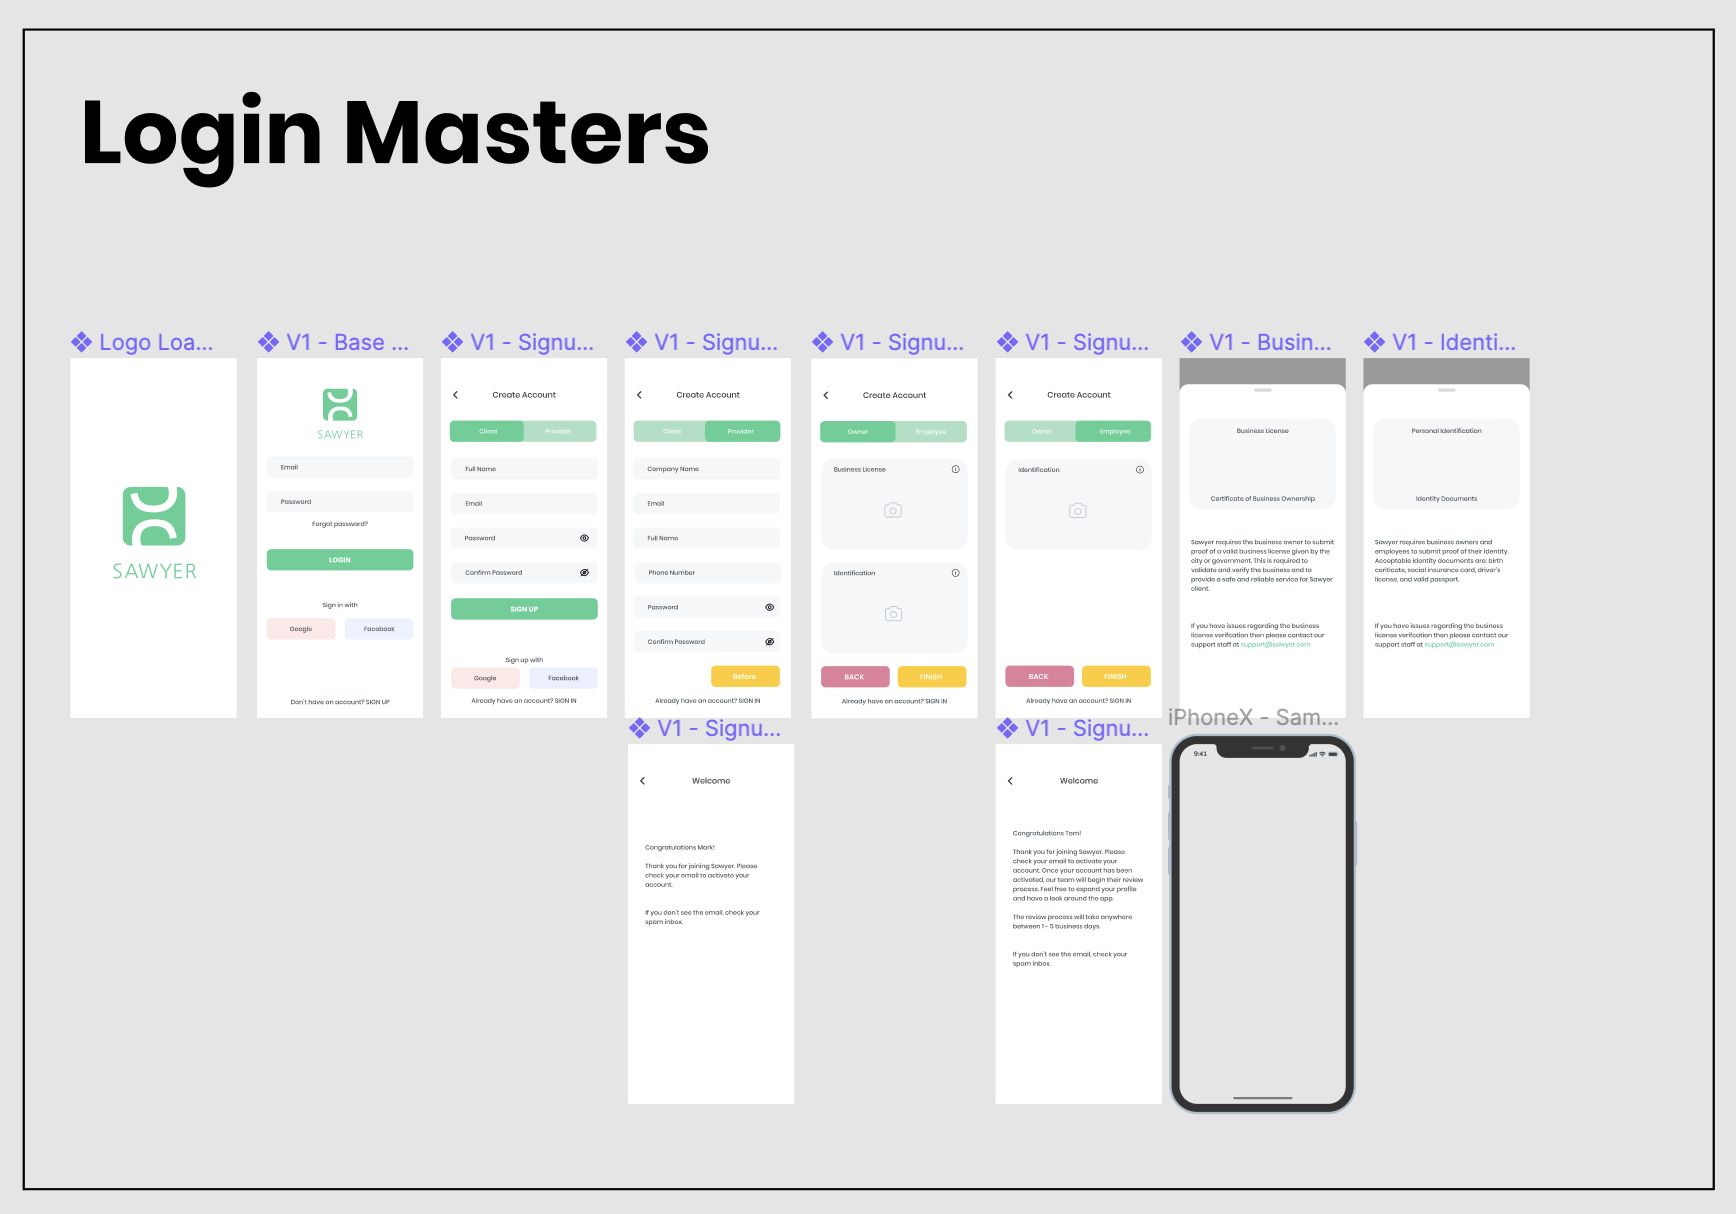 Login Masters
Logo Loa...
V1 - Base ...
V1 - Signu...
V1 - Signu...
V1 - Signu...
V1 - Signu...
V1 - Busin...
V1 - Identi...
SAWYER
SAWYER
Email
Password
Forgot password?
LOGIN
Sign in with
Google
Facebook
Don't have an account? SIGN UP
Create Account
Client
Provider
Full Name
Email
Password
Confirm Password
SIGN UP
Sign up with
Google
Facebook
Already have an account? SIGN IN
Create Account
Client
Provider
Company Name
Email
Full Name
Phone Number
Password
Confirm Password
Before
Already have an account? SIGN IN
Create Account
Owner
Employee
Business License
Identification
BACK
FINISH
Already have an account? SIGN IN
Create Account
Owner
Employee
Identification
BACK
FINISH
Already have an account? SIGN IN
Business License
Certificate of Business Ownership
Sawyer requires the business owner to submit
proof of a valid business license given by the
city or government. This is required to
validate and verify the business and to
provide a safe and reliable service for Sawyer
client.
If you have issues regarding the business
license verifcation then please contact our
support staff at support@sawyer.com
Personal Identification
Identity Documents
Sawyer requires business owners and
employees to submit proof of their identity.
Acceptable identity documents are: birth
certicate, social insurance card, driver's
license, and valid passport.
If you have issues regarding the business
license verifcation then please contact our
support staff at support@sawyer.com
V1 - Signu...
Welcome
Congratulations Mark!
Thank you for joining Sawyer. Please
check your email to activate your
account.
If you don't see the email, check your
spam inbox.
V1 - Signu...
Welcome
Congratulations Tom!
Thank you for joining Sawyer. Please
check your email to activate your
account. Once your account has been
activated, our team will begin their review
process. Feel free to expand your profile
and have a look around the app.
The review process will take anywhere
between 1 - 5 business days.
If you don't see the email, check your
spam inbox.
iPhoneX - Sam...
9:41